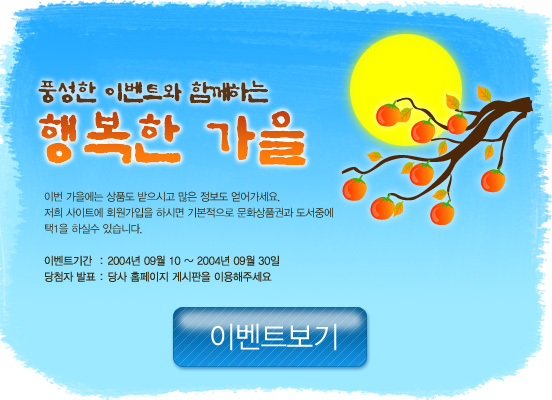 풍성한 이벤트와 함께하는
행복한 가을
이번 가을에는 상품도 받으시고 많은 정보도 얻어가세요.
저희 사이트에 회원가입을 하시면 기본적으로 문화상품권과 도서중에
택1을 하실수 있습니다.
이벤트기간 : 2004년 09월 10 ~ 2004년 09월 30일
당첨자 발표 : 당사 홈페이지 게시판을 이용해주세요
이벤트보기